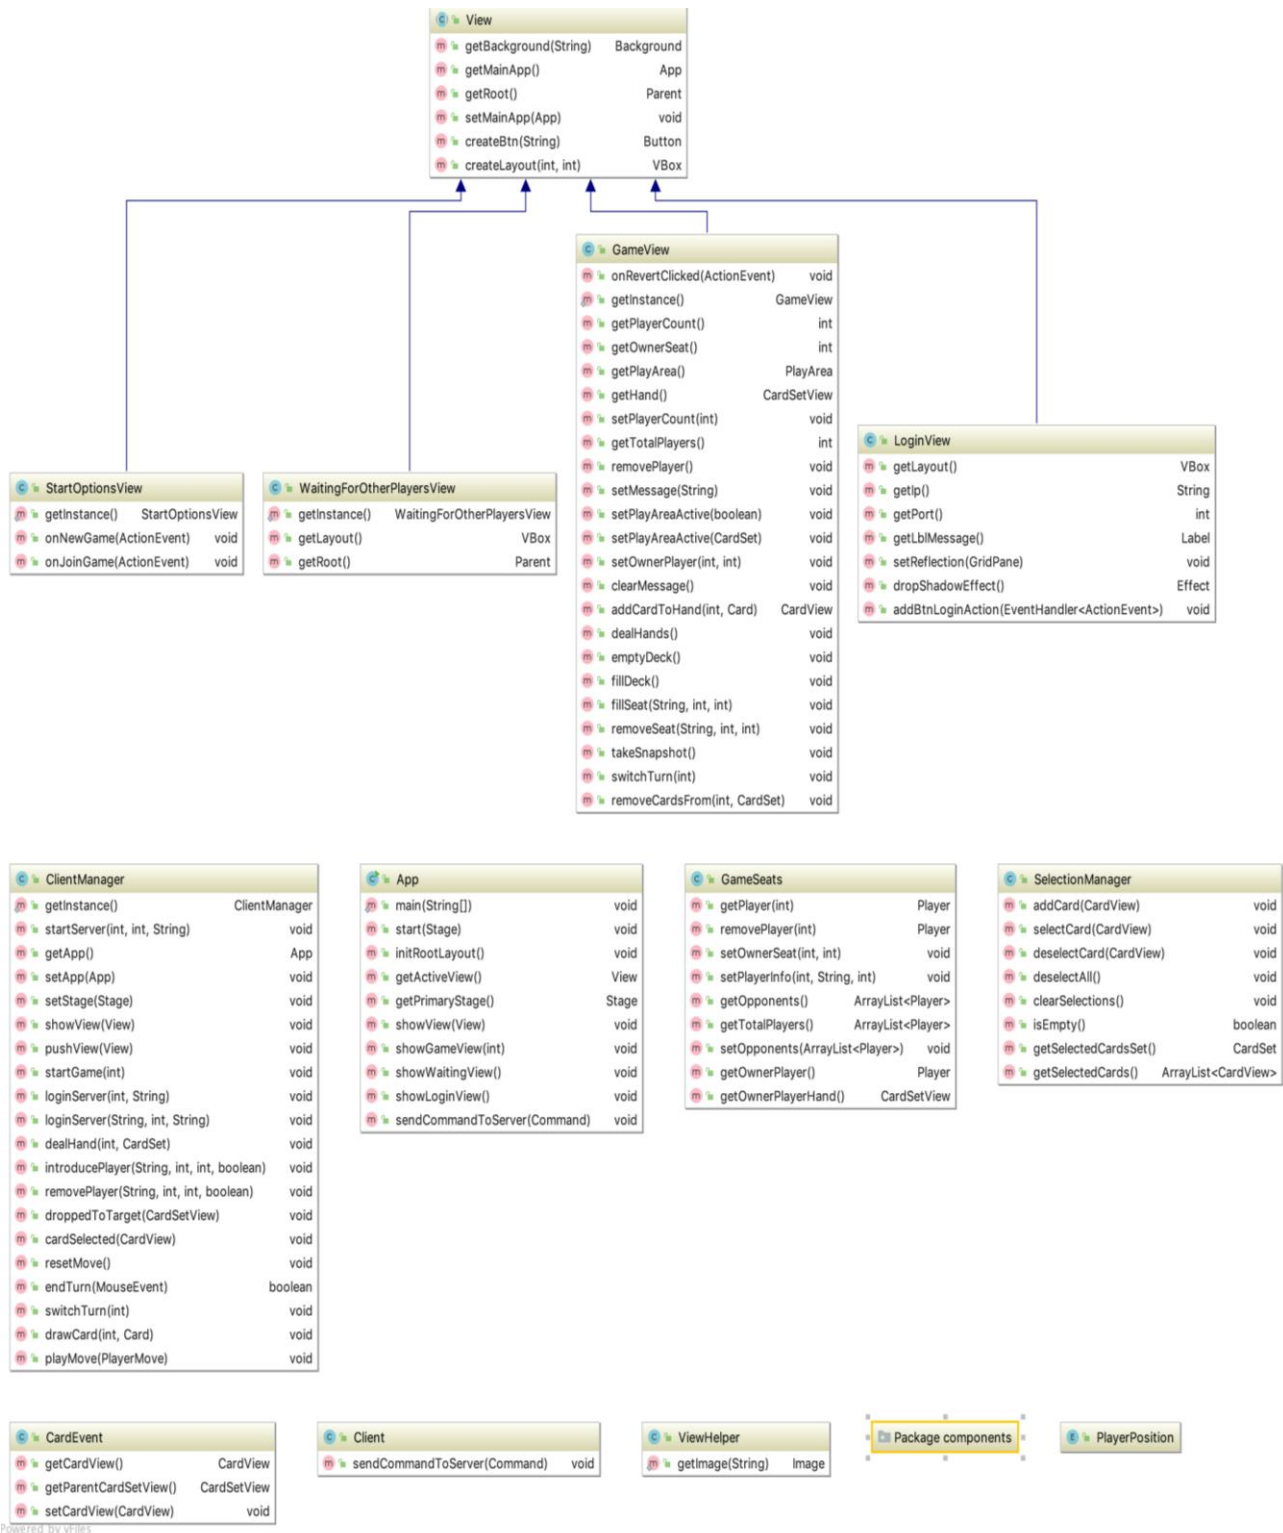 View
getBackground(String) Background
getMainApp() App
getRoot() Parent
setMainApp(App) void
createBtn(String) Button
createLayout(int, int) VBox
GameView
onRevertClicked(ActionEvent) void
getInstance() GameView
getPlayerCount() int
getOwnerSeat() int
getPlayArea() PlayArea
getHand() CardSetView
setPlayerCount(int) void
getTotalPlayers() int
removePlayer() void
setMessage(String) void
setPlayAreaActive(boolean) void
setPlayAreaActive(CardSet) void
setOwnerPlayer(int, int) void
clearMessage() void
addCardToHand(int, Card) CardView
dealHands() void
emptyDeck() void
fillDeck() void
fillSeat(String, int, int) void
removeSeat(String, int, int) void
takeSnapshot() void
switchTurn(int) void
removeCardsFrom(int, CardSet) void
LoginView
getLayout() VBox
getIp() String
getPort() int
getLblMessage() Label
setReflection(GridPane) void
dropShadowEffect() Effect
addBtnLoginAction(EventHandler<ActionEvent>) void
StartOptionsView
getInstance() StartOptionsView
onNewGame(ActionEvent) void
onJoinGame(ActionEvent) void
WaitingForOtherPlayersView
getInstance() WaitingForOtherPlayersView
getLayout() VBox
getRoot() Parent
ClientManager
getInstance() ClientManager
startServer(int, int, String) void
getApp() App
setApp(App) void
setStage(Stage) void
showView(View) void
pushView(View) void
startGame(int) void
loginServer(int, String) void
loginServer(String, int, String) void
dealHand(int, CardSet) void
introducePlayer(String, int, int, boolean) void
removePlayer(String, int, int, boolean) void
droppedToTarget(CardSetView) void
cardSelected(CardView) void
resetMove() void
endTurn(MouseEvent) boolean
switchTurn(int) void
drawCard(int, Card) void
playMove(PlayerMove) void
App
main(String[]) void
start(Stage) void
initRootLayout() void
getActiveView() View
getPrimaryStage() Stage
showView(View) void
showGameView(int) void
showWaitingView() void
showLoginView() void
sendCommandToServer(Command) void
GameSeats
getPlayer(int) Player
removePlayer(int) Player
setOwnerSeat(int, int) void
setPlayerInfo(int, String, int) void
getOpponents() ArrayList<Player>
getTotalPlayers() ArrayList<Player>
setOpponents(ArrayList<Player>) void
getOwnerPlayer() Player
getOwnerPlayerHand() CardSetView
SelectionManager
addCard(CardView) void
selectCard(CardView) void
deselectCard(CardView) void
deselectAll() void
clearSelections() void
isEmpty() boolean
getSelectedCardsSet() CardSet
getSelectedCards() ArrayList<CardView>
CardEvent
getCardView() CardView
getParentCardSetView() CardSetView
setCardView(CardView) void
Client
sendCommandToServer(Command) void
ViewHelper
getImage(String) Image
Package components
PlayerPosition
Powered by yFiles